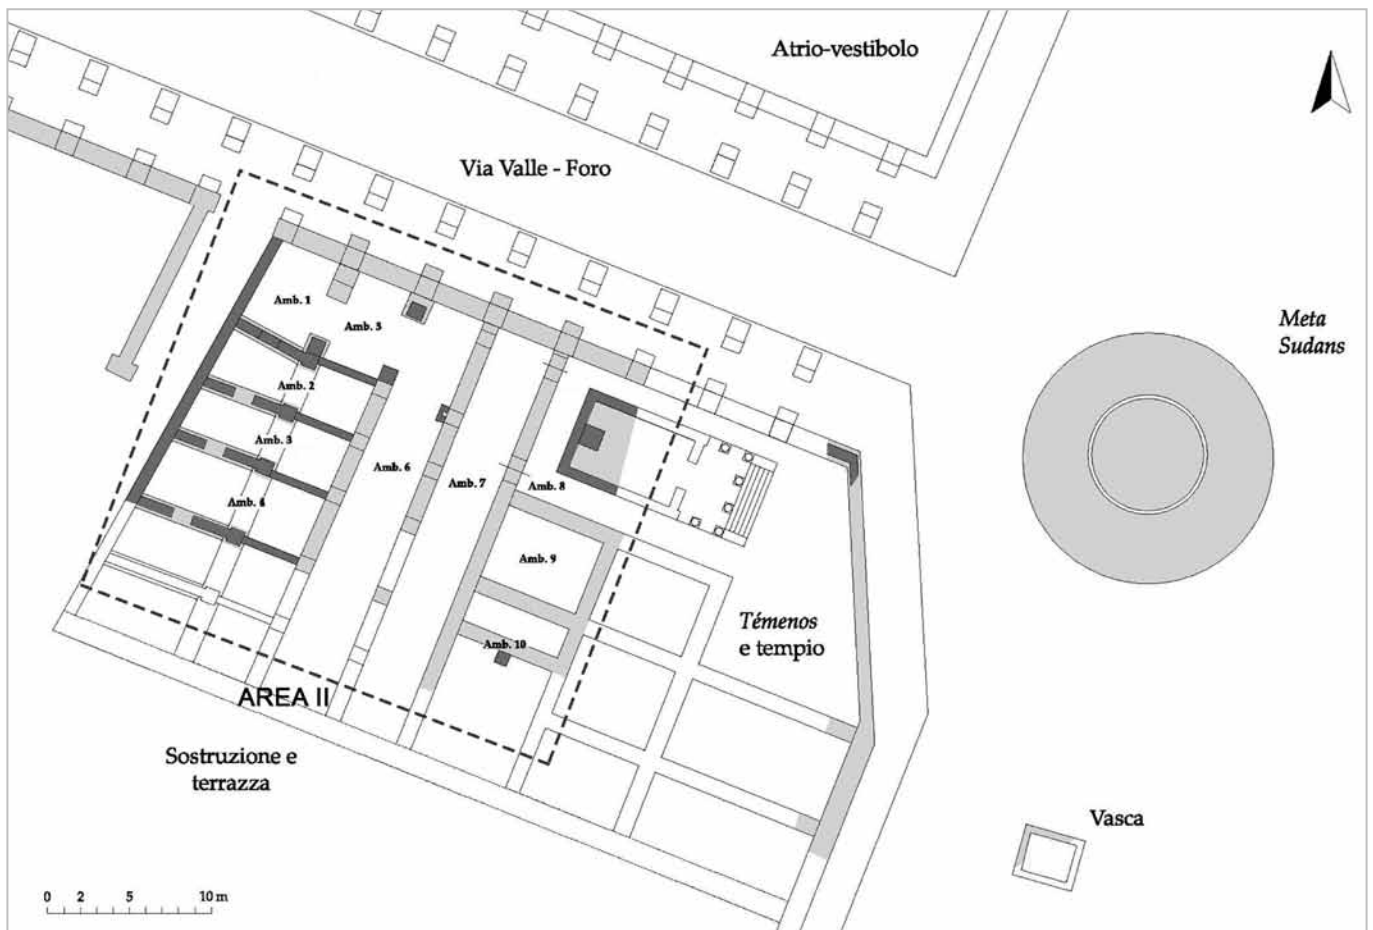 Atrio-vestibolo
Via Valle - Foro
Meta
Sudans
Amb. 1
Amb. 5
Amb. 2
Amb. 3
Amb. 4
Amb. 6
Amb. 7
Amb. 8
Amb. 9
Amb. 10
Témenos
e tempio
AREA II
Sostruzione e
terrazza
Vasca
0 2 5 10 m